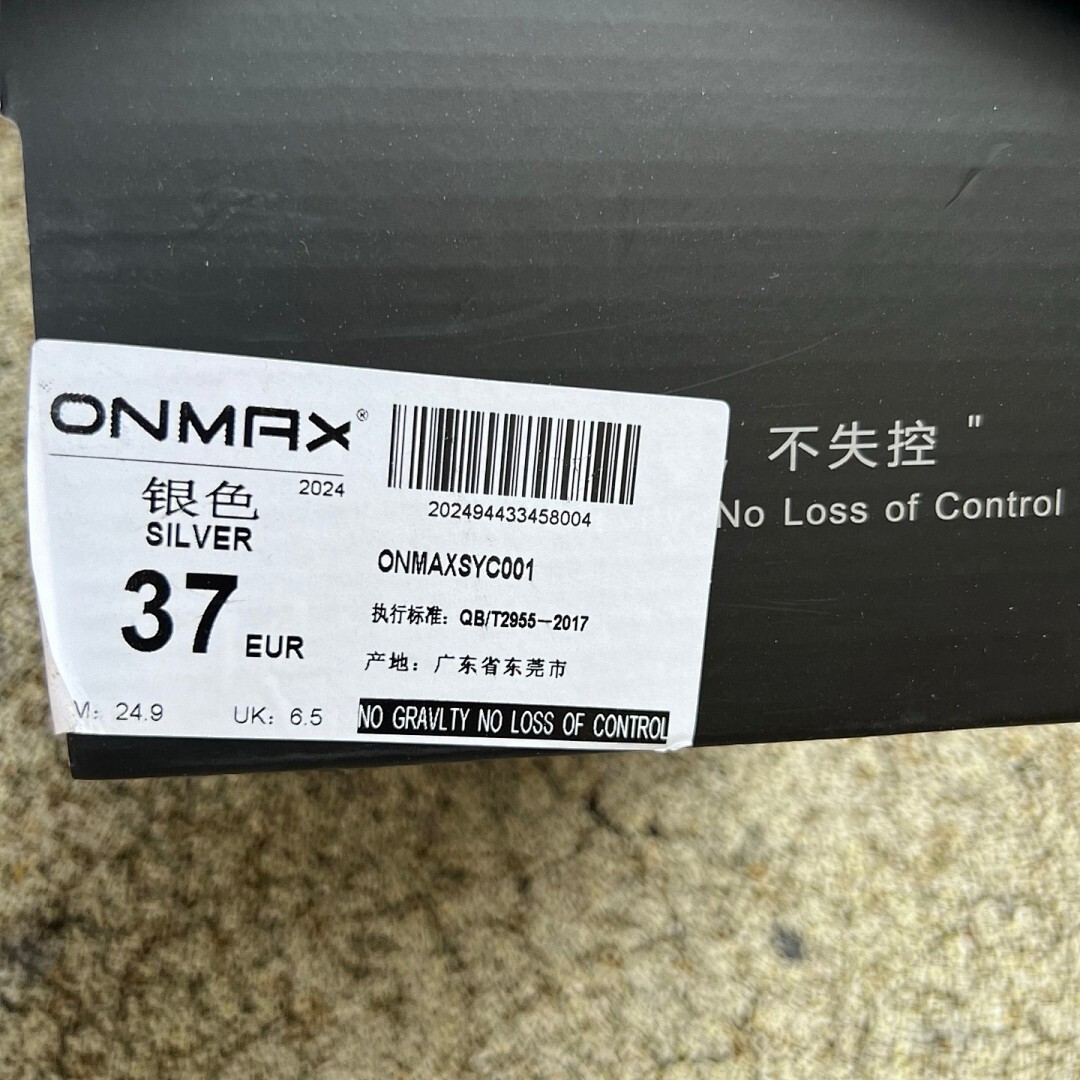 ONMAX®
2024
银色
SILVER
37 EUR
M: 24.9 UK: 6.5
202494433458004
ONMAXSYC001
执行标准: QB/T2955-2017
产地: 广东省东莞市
NO GRAVLTY NO LOSS OF CONTROL
不失控 "
No Loss of Control